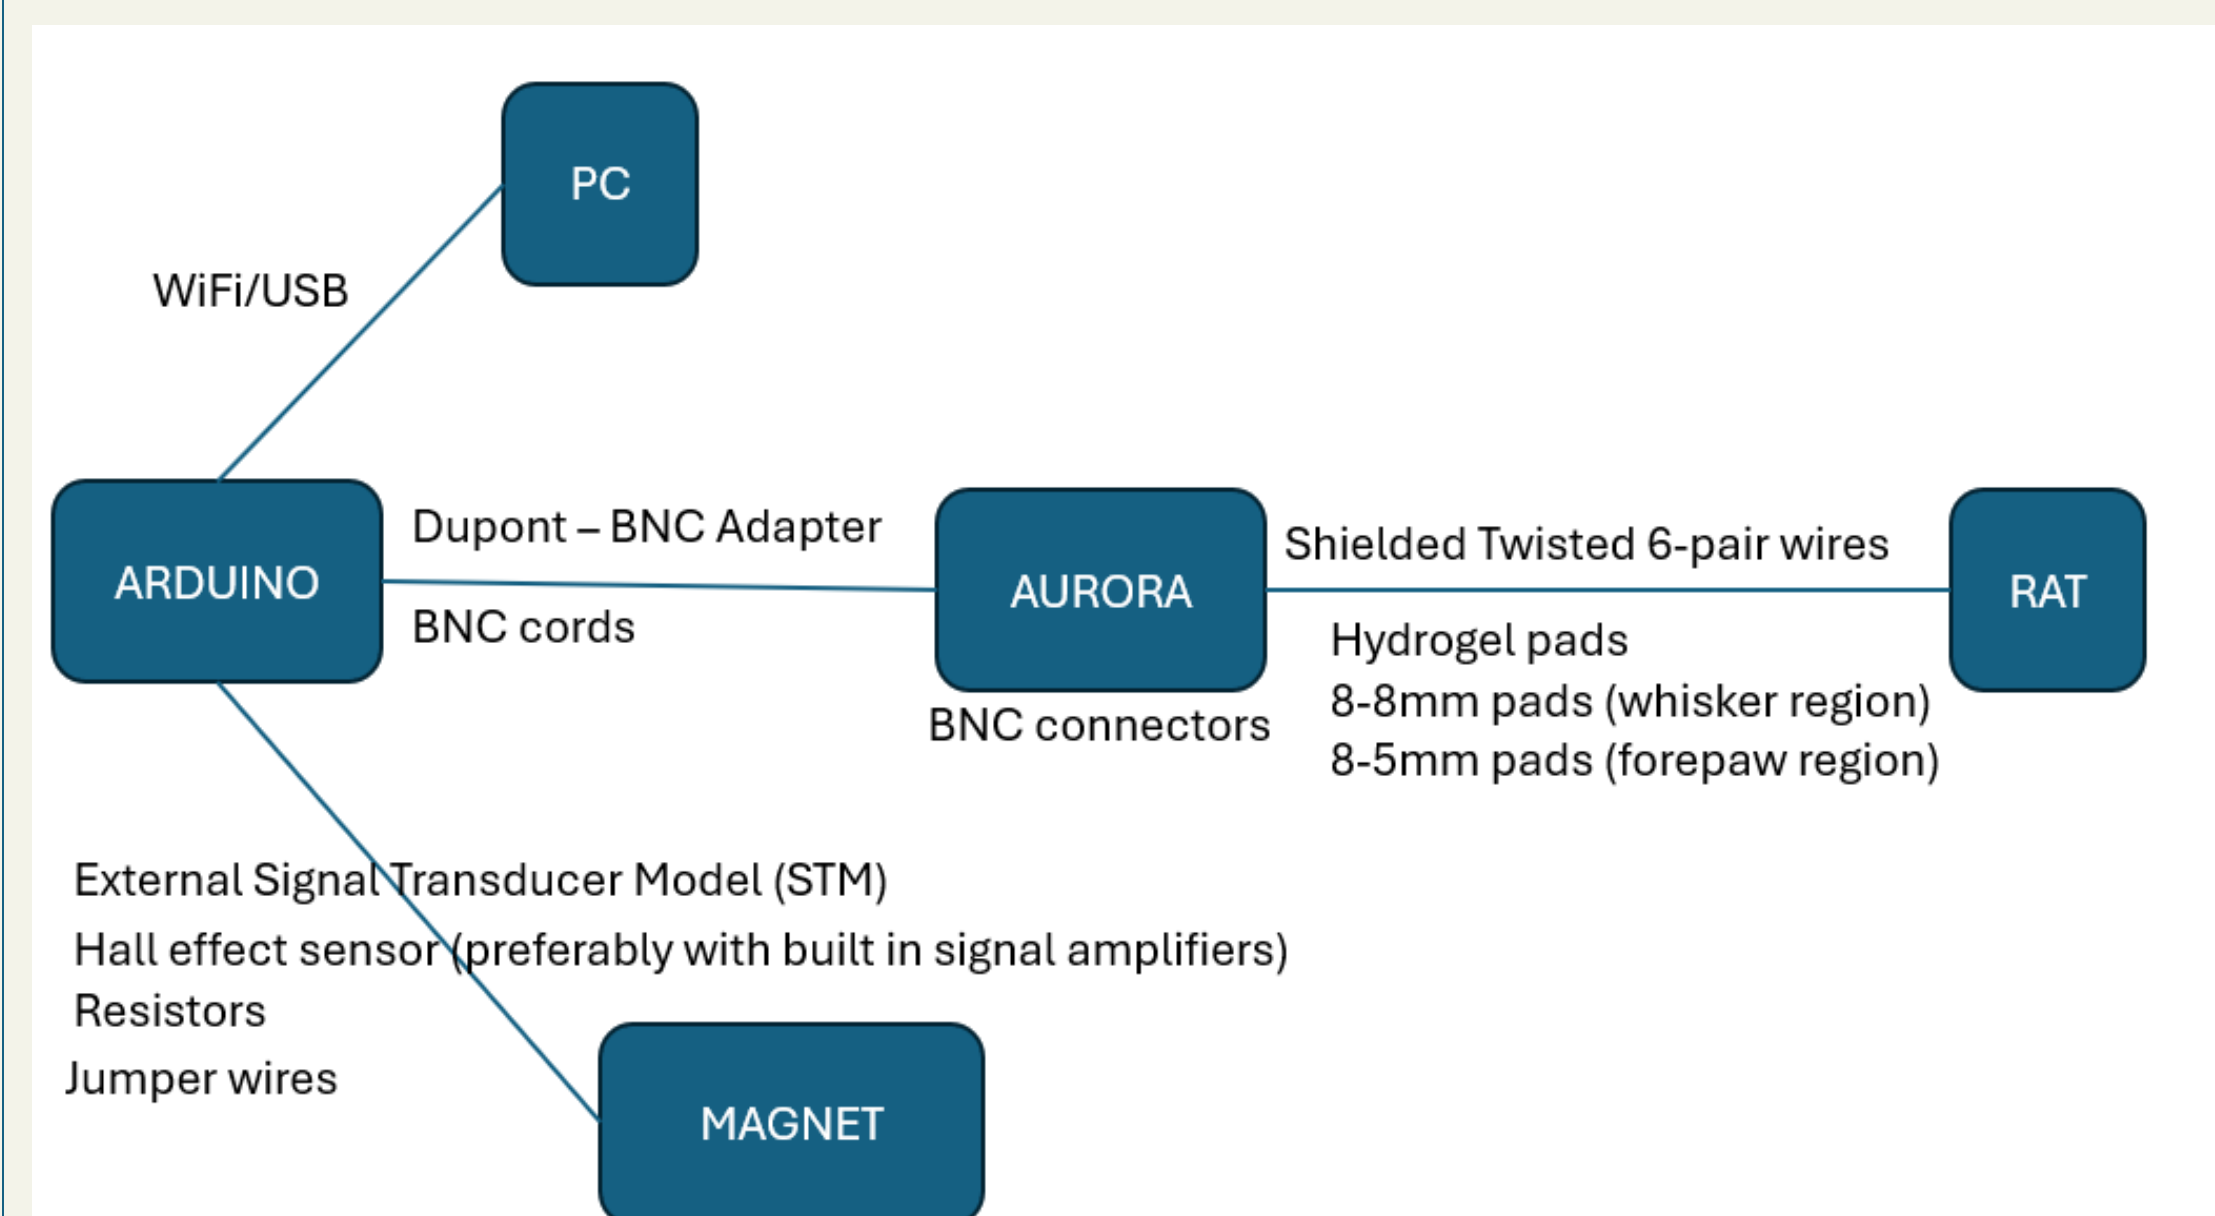 PC
WiFi/USB
ARDUINO
Dupont – BNC Adapter
BNC cords
AURORA
BNC connectors
Shielded Twisted 6-pair wires
RAT
Hydrogel pads
8-8mm pads (whisker region)
8-5mm pads (forepaw region)
External Signal Transducer Model (STM)
Hall effect sensor (preferably with built in signal amplifiers)
Resistors
Jumper wires
MAGNET